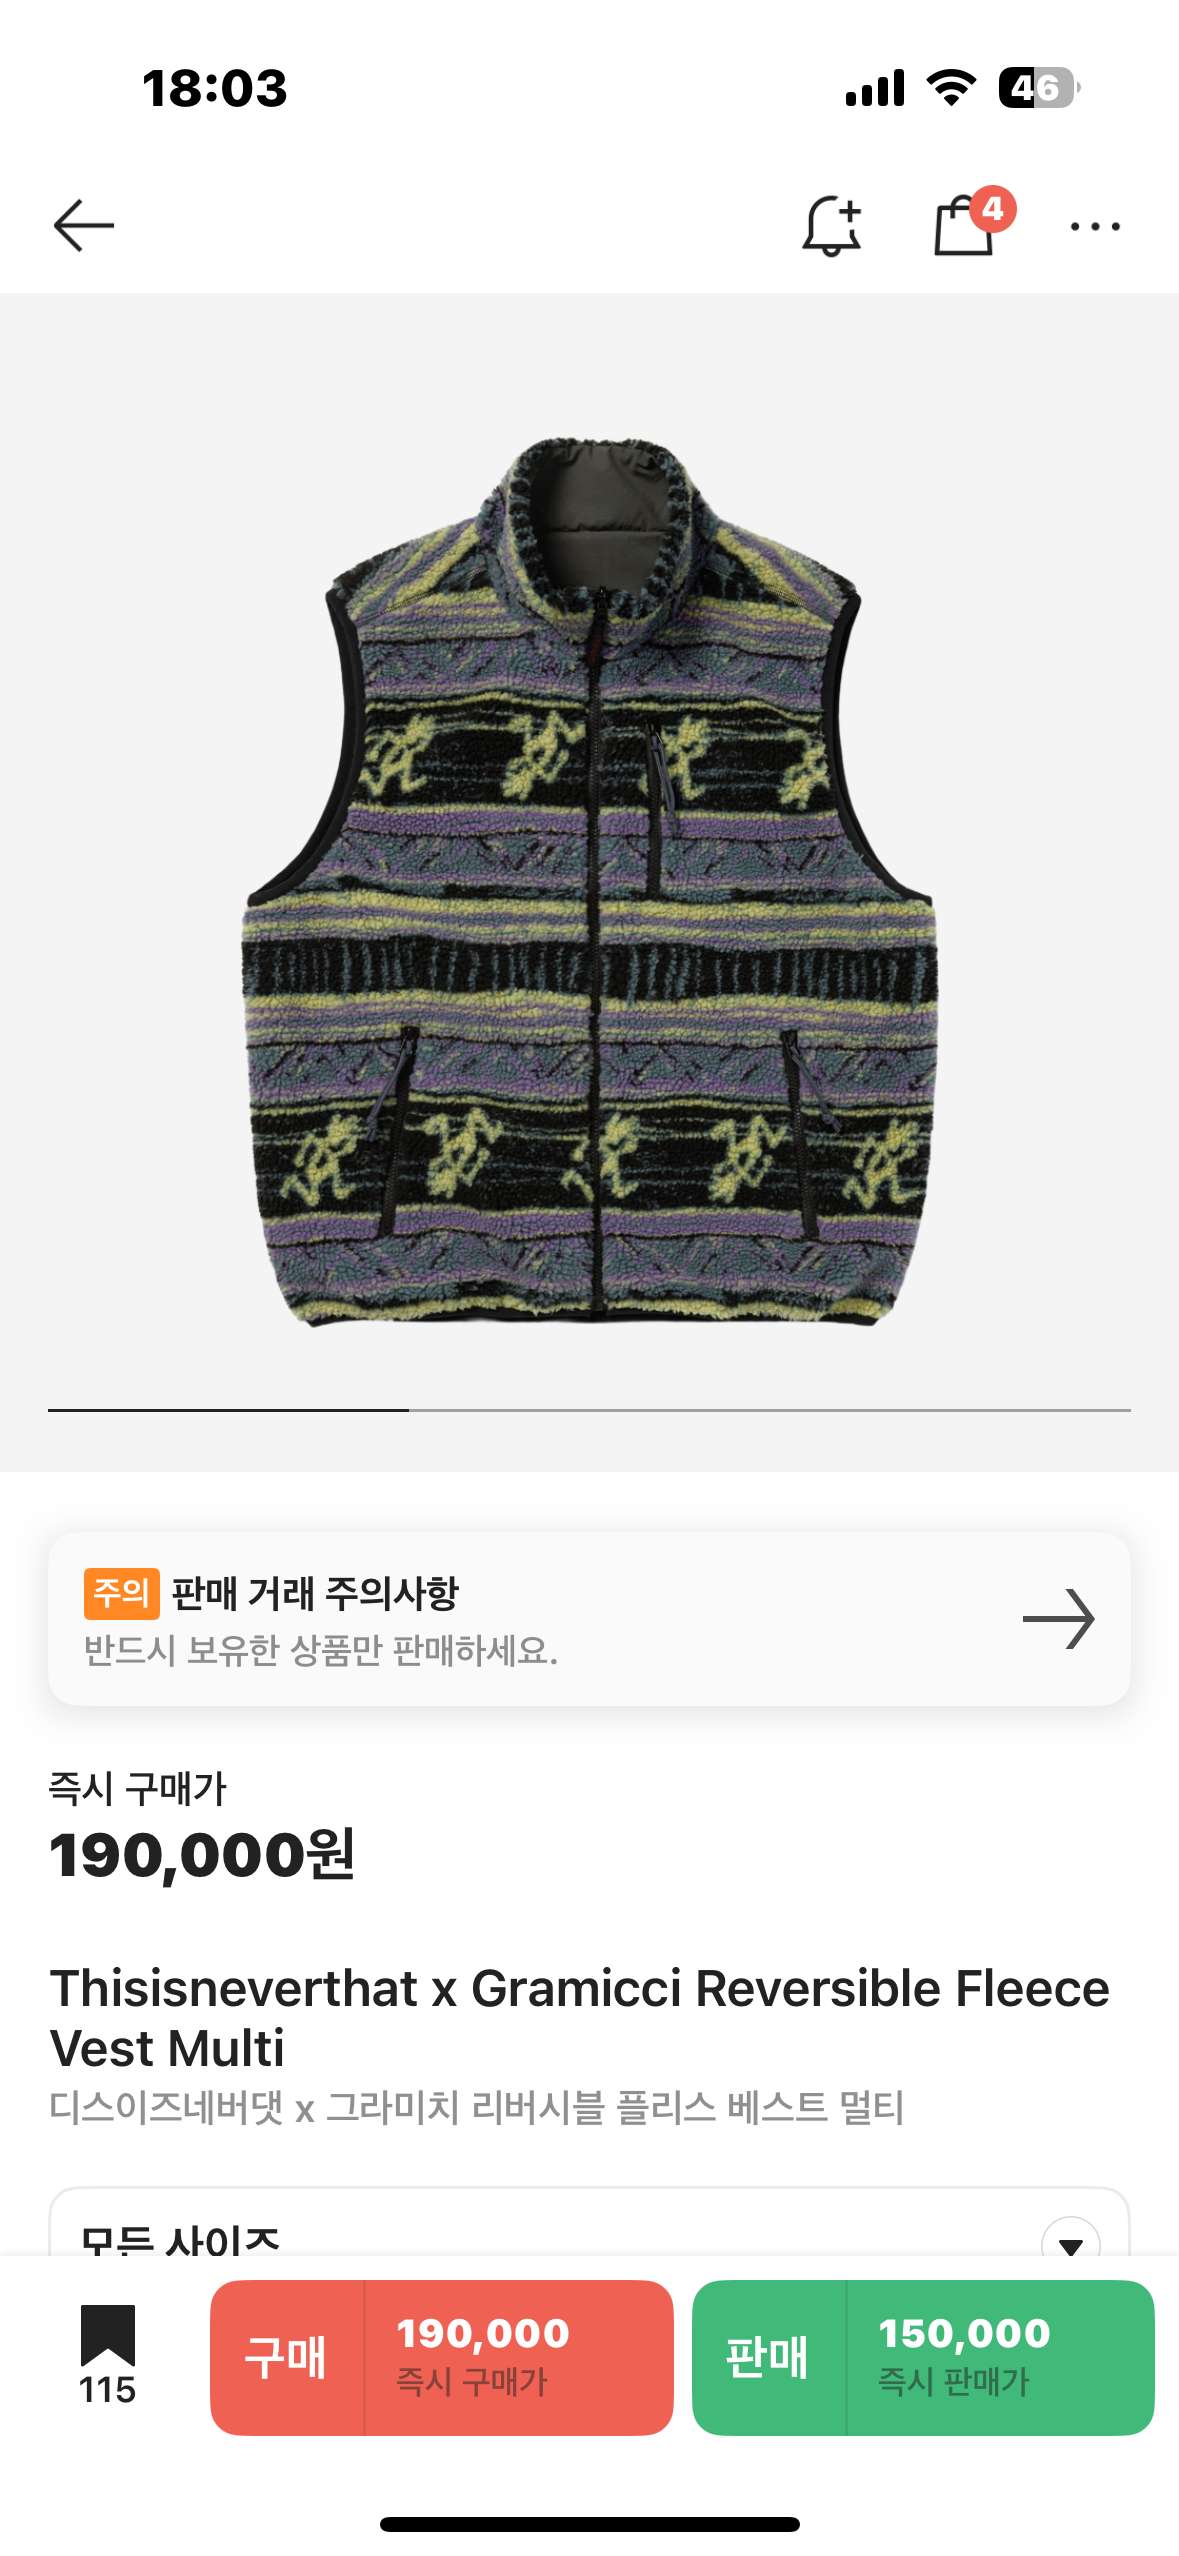 18:03
46
4
주의 판매 거래 주의사항
반드시 보유한 상품만 판매하세요.
즉시 구매가
190,000원
Thisisneverthat x Gramicci Reversible Fleece
Vest Multi
디스이즈네버댓 x 그라미치 리버시블 플리스 베스트 멀티
모든 사이즈
115
구매
190,000
즉시 구매가
판매
150,000
즉시 판매가